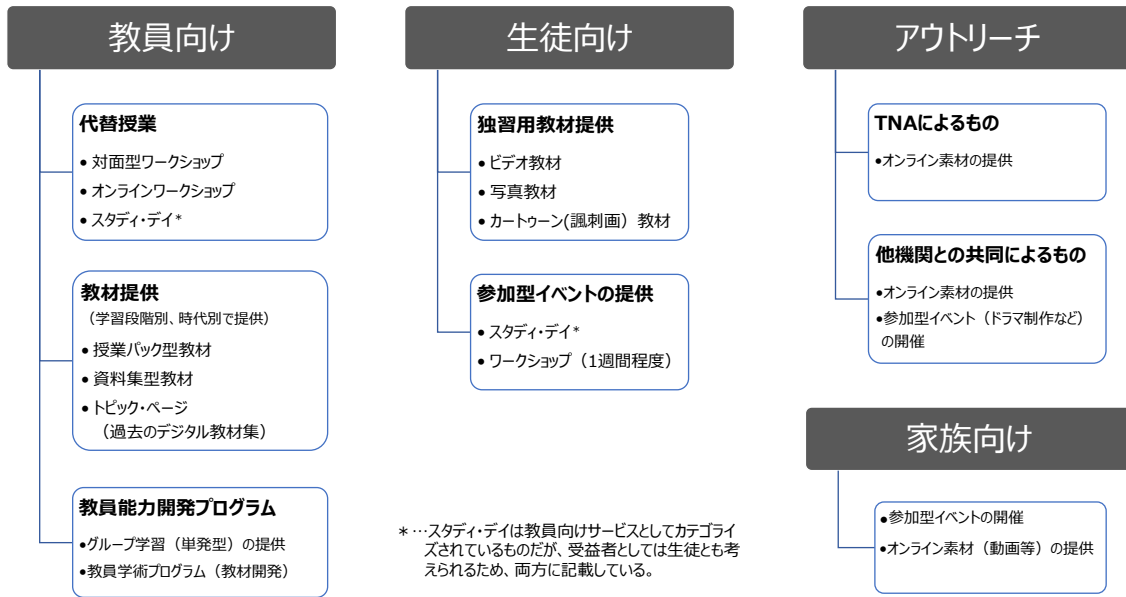 教員向け
代替授業
• 対面型ワークショップ
• オンラインワークショップ
• スタディ・デイ*
教材提供
（学習段階別、時代別で提供）
• 授業パック型教材
• 資料集型教材
• トピック・ページ
（過去のデジタル教材集）
教員能力開発プログラム
•グループ学習（単発型）の提供
•教員学術プログラム（教材開発）
生徒向け
独習用教材提供
• ビデオ教材
• 写真教材
• カートゥーン(諷刺画）教材
参加型イベントの提供
• スタディ・デイ*
• ワークショップ（1週間程度）
＊…スタディ・デイは教員向けサービスとしてカテゴライ
ズされているものだが、受益者としては生徒とも考
えられるため、両方に記載している。
アウトリーチ
TNAによるもの
•オンライン素材の提供
他機関との共同によるもの
•オンライン素材の提供
•参加型イベント（ドラマ制作など）
の開催
家族向け
•参加型イベントの開催
•オンライン素材（動画等）の提供